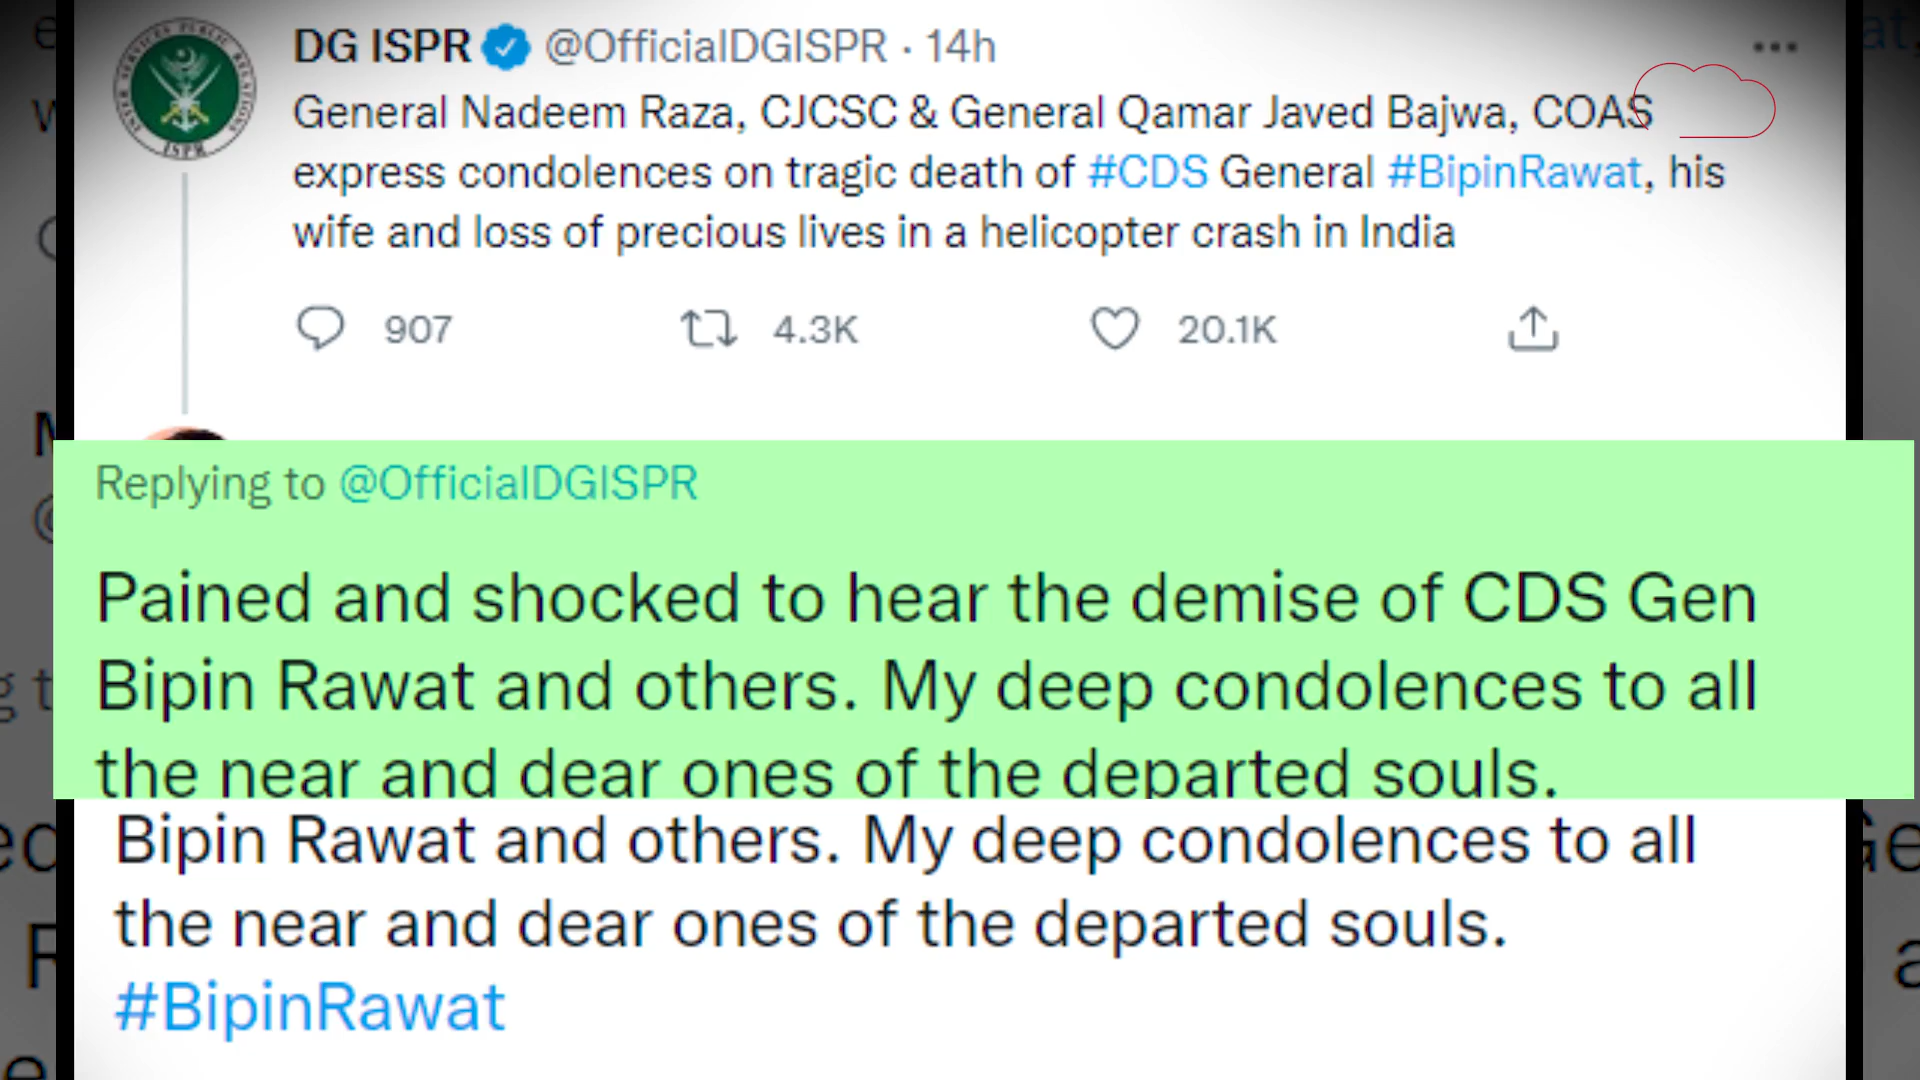 DG ISPR @OfficialDGISPR · 14h
General Nadeem Raza, CJCSC & General Qamar Javed Bajwa, COAS
express condolences on tragic death of #CDS General #BipinRawat, his
wife and loss of precious lives in a helicopter crash in India
907 4.3K 20.1K
Replying to @OfficialDGISPR
Pained and shocked to hear the demise of CDS Gen
Bipin Rawat and others. My deep condolences to all
the near and dear ones of the departed souls.
Bipin Rawat and others. My deep condolences to all
the near and dear ones of the departed souls.
#BipinRawat